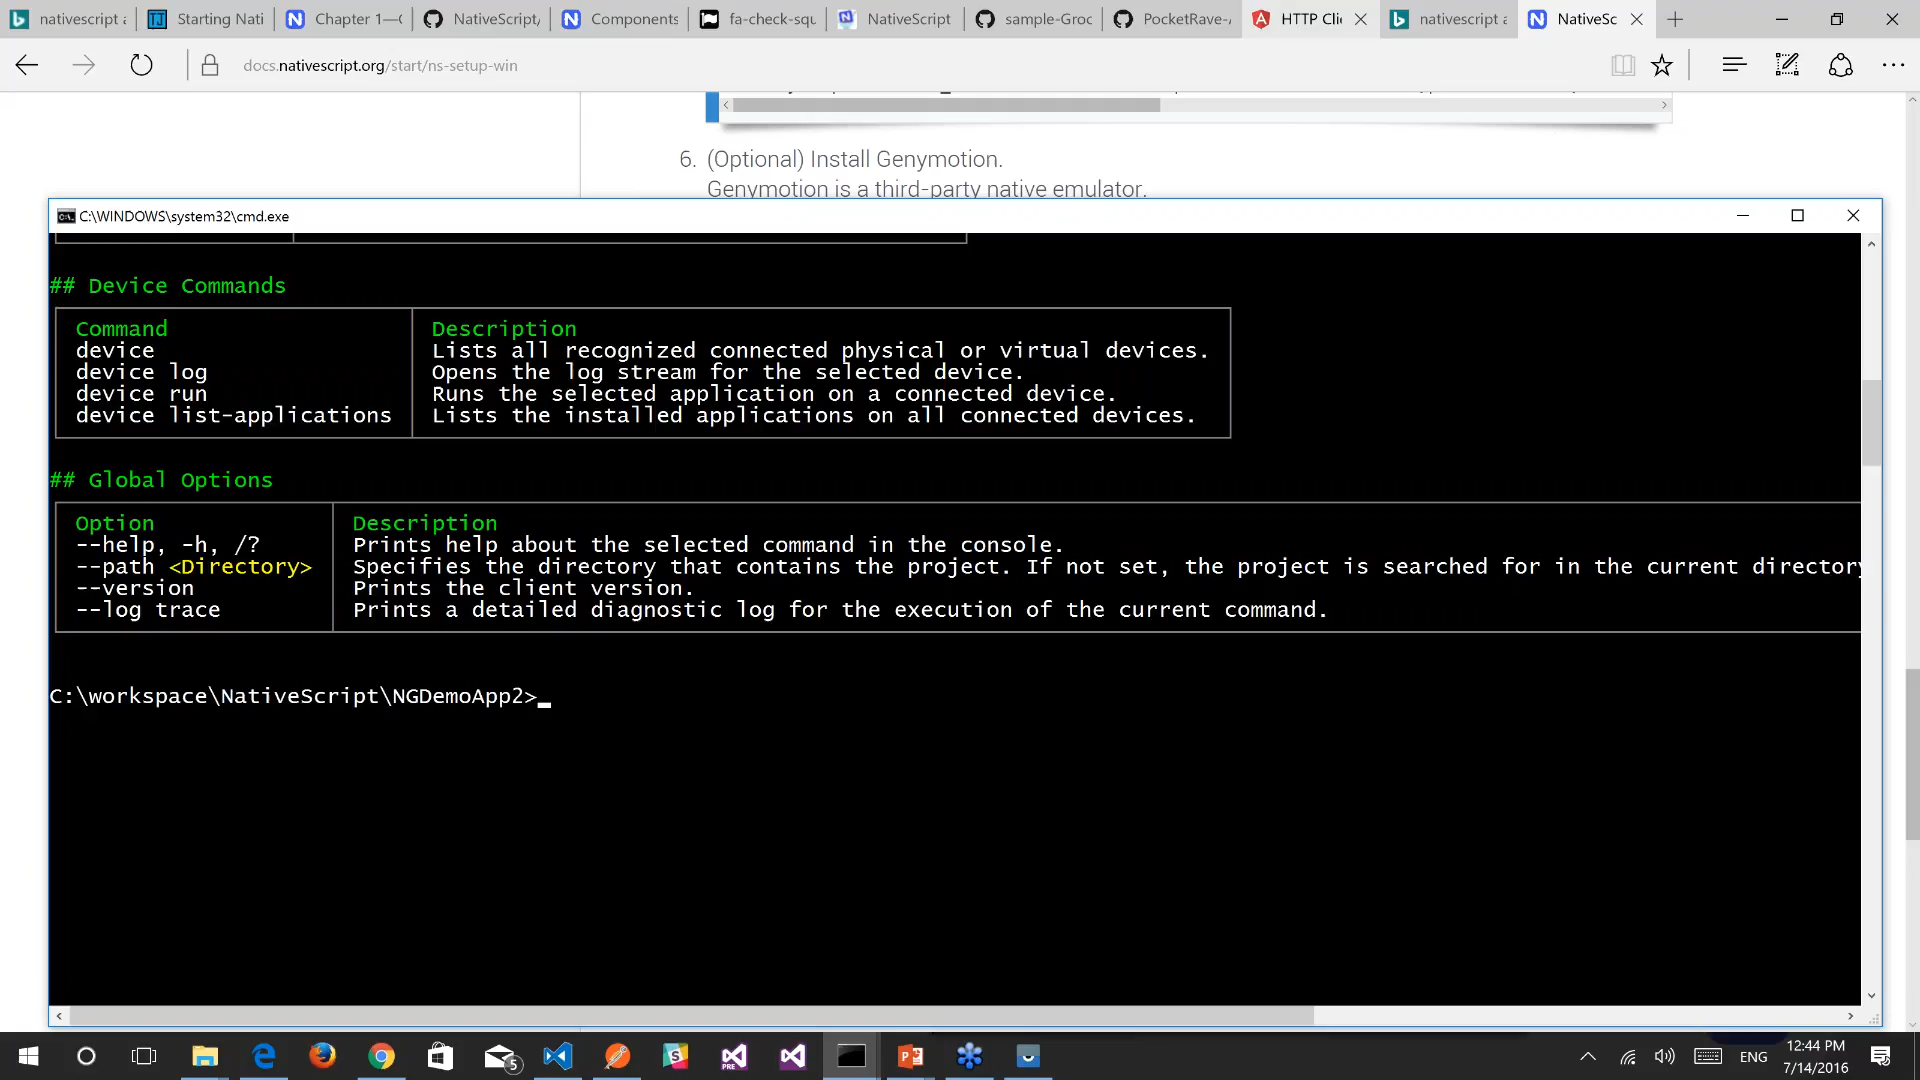 nativescript a
Starting Nati
Chapter 1—
NativeScript/
Components
fa-check-squ
NativeScript
sample-Groc
PocketRave-
HTTP Cli
nativescript a
NativeSc
docs.nativescript.org/start/ns-setup-win
6. (Optional) Install Genymotion.
Genymotion is a third-party native emulator.
C:\WINDOWS\system32\cmd.exe
## Device Commands
Command Description
device Lists all recognized connected physical or virtual devices.
device log Opens the log stream for the selected device.
device run Runs the selected application on a connected device.
device list-applications Lists the installed applications on all connected devices.
## Global Options
Option Description
--help, -h, /? Prints help about the selected command in the console.
--path <Directory> Specifies the directory that contains the project. If not set, the project is searched for in the current directory
--version Prints the client version.
--log trace Prints a detailed diagnostic log for the execution of the current command.
C:\workspace\NativeScript\NGDemoApp2>
5
PRE
ENG
12:44 PM
7/14/2016